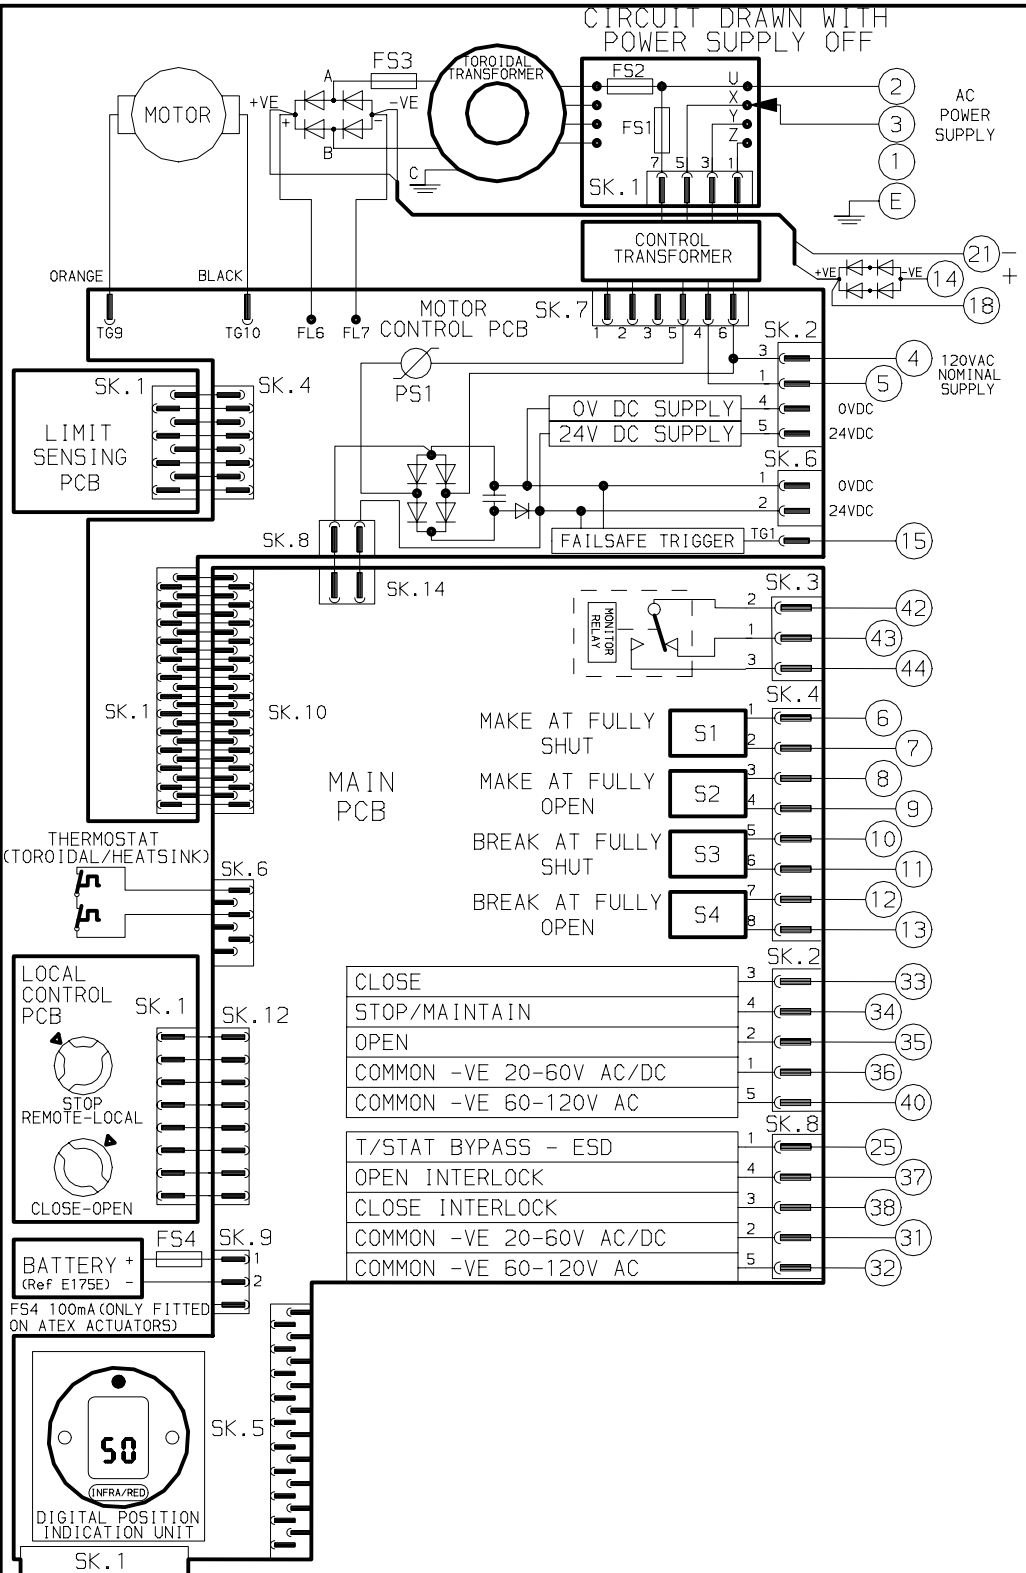 CIRCUIT DRAWN WITH
POWER SUPPLY OFF
MOTOR
ORANGE
BLACK
TG9
TG10
FL6
FL7
+VE
-VE
A
B
C
+
-
FS3
TOROIDAL
TRANSFORMER
FS2
FS1
U
X
Y
Z
7 5 3 1
SK.1
2
3
1
E
AC
POWER
SUPPLY
CONTROL
TRANSFORMER
21
14
18
-
+
+VE
-VE
MOTOR
CONTROL PCB
SK.7
1 2 3 5 4 6
PS1
SK.2
3
1
4
5
4
5
120VAC
NOMINAL
SUPPLY
0V DC SUPPLY
24V DC SUPPLY
0VDC
24VDC
SK.6
1
2
0VDC
24VDC
FAILSAFE TRIGGER
TG1
15
LIMIT
SENSING
PCB
SK.1
SK.4
SK.8
SK.14
SK.1
SK.10
MAIN
PCB
MONITOR
RELAY
SK.3
2
1
3
42
43
44
SK.4
MAKE AT FULLY
SHUT
S1
1
2
6
7
MAKE AT FULLY
OPEN
S2
3
4
8
9
BREAK AT FULLY
SHUT
S3
5
6
10
11
BREAK AT FULLY
OPEN
S4
7
8
12
13
THERMOSTAT
(TOROIDAL/HEATSINK)
SK.6
LOCAL
CONTROL
PCB
SK.1
SK.12
STOP
REMOTE-LOCAL
CLOSE-OPEN
SK.2
CLOSE 3 33
STOP/MAINTAIN 4 34
OPEN 2 35
COMMON -VE 20-60V AC/DC 1 36
COMMON -VE 60-120V AC 5 40
SK.8
T/STAT BYPASS - ESD 1 25
OPEN INTERLOCK 4 37
CLOSE INTERLOCK 3 38
COMMON -VE 20-60V AC/DC 2 31
COMMON -VE 60-120V AC 5 32
BATTERY
(Ref E175E)
+
-
FS4
SK.9
1
2
FS4 100mA(ONLY FITTED
ON ATEX ACTUATORS)
50
INFRA/RED
DIGITAL POSITION
INDICATION UNIT
SK.5
SK.1